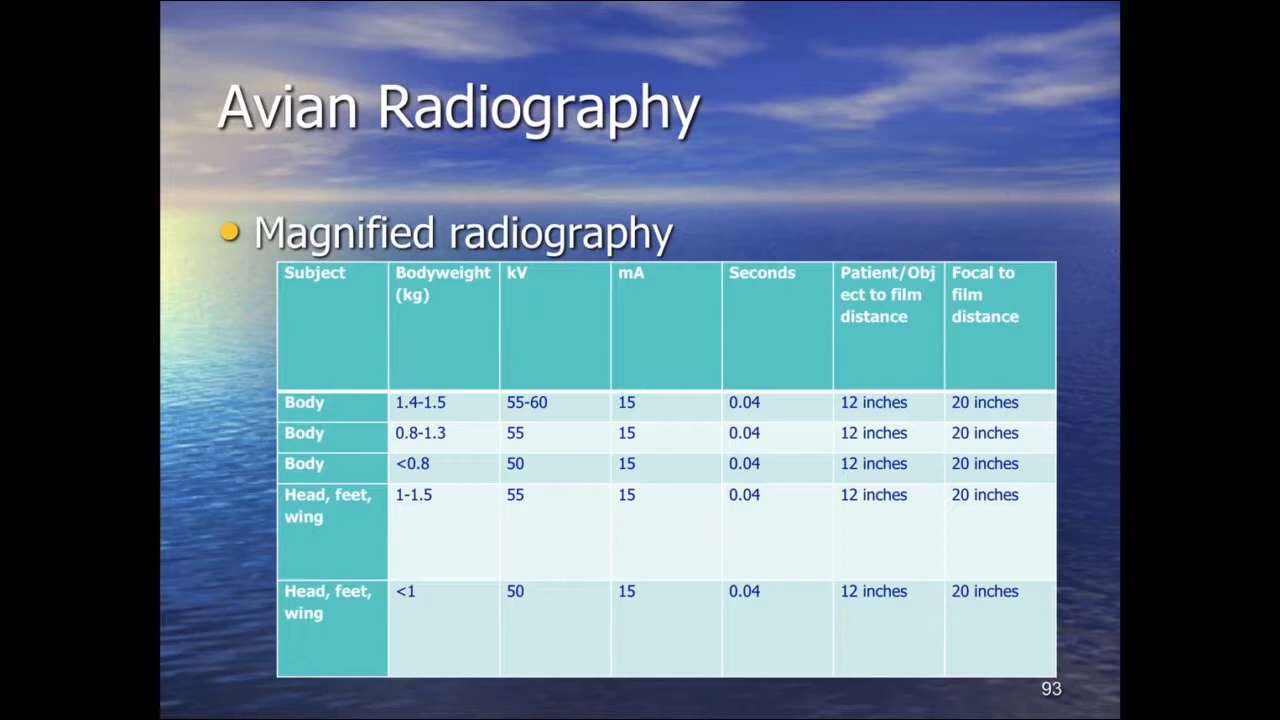 Avian Radiography
Magnified radiography
Subject Bodyweight (kg) kV mA Seconds Patient/Object to film distance Focal to film distance
Body 1.4-1.5 55-60 15 0.04 12 inches 20 inches
Body 0.8-1.3 55 15 0.04 12 inches 20 inches
Body <0.8 50 15 0.04 12 inches 20 inches
Head, feet, wing 1-1.5 55 15 0.04 12 inches 20 inches
Head, feet, wing <1 50 15 0.04 12 inches 20 inches
93